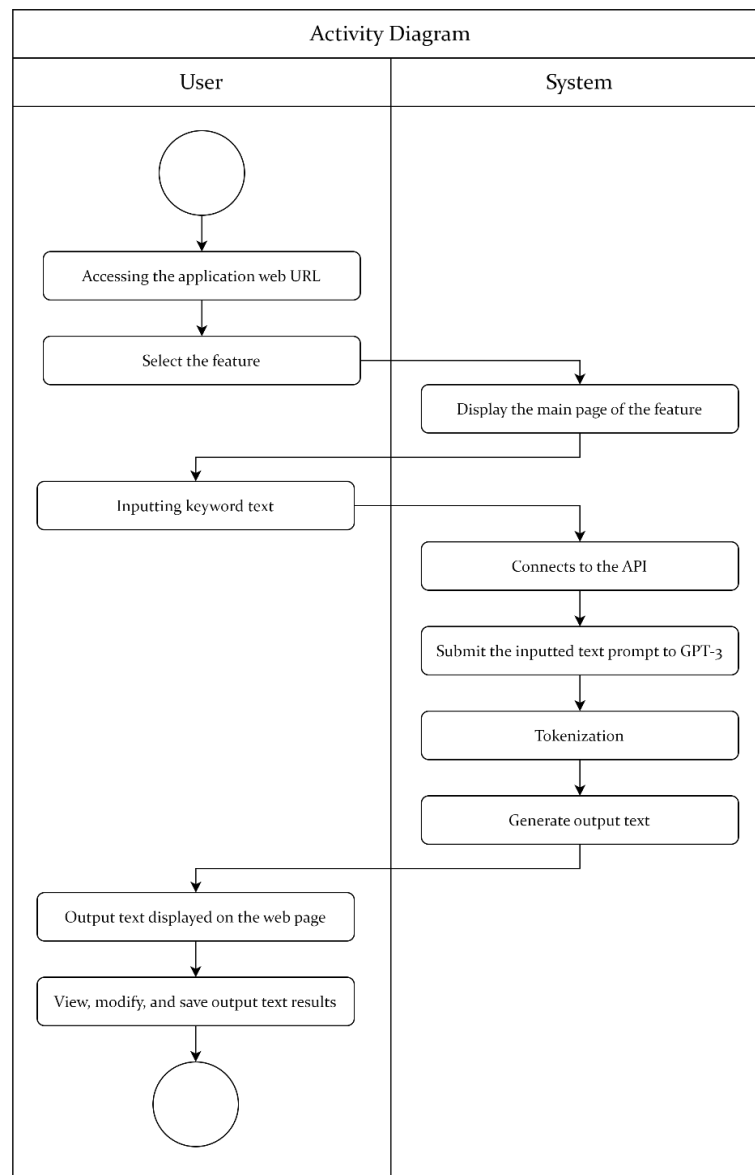 Activity Diagram
User
System
Accessing the application web URL
Select the feature
Display the main page of the feature
Inputting keyword text
Connects to the API
Submit the inputted text prompt to GPT-3
Tokenization
Generate output text
Output text displayed on the web page
View, modify, and save output text results